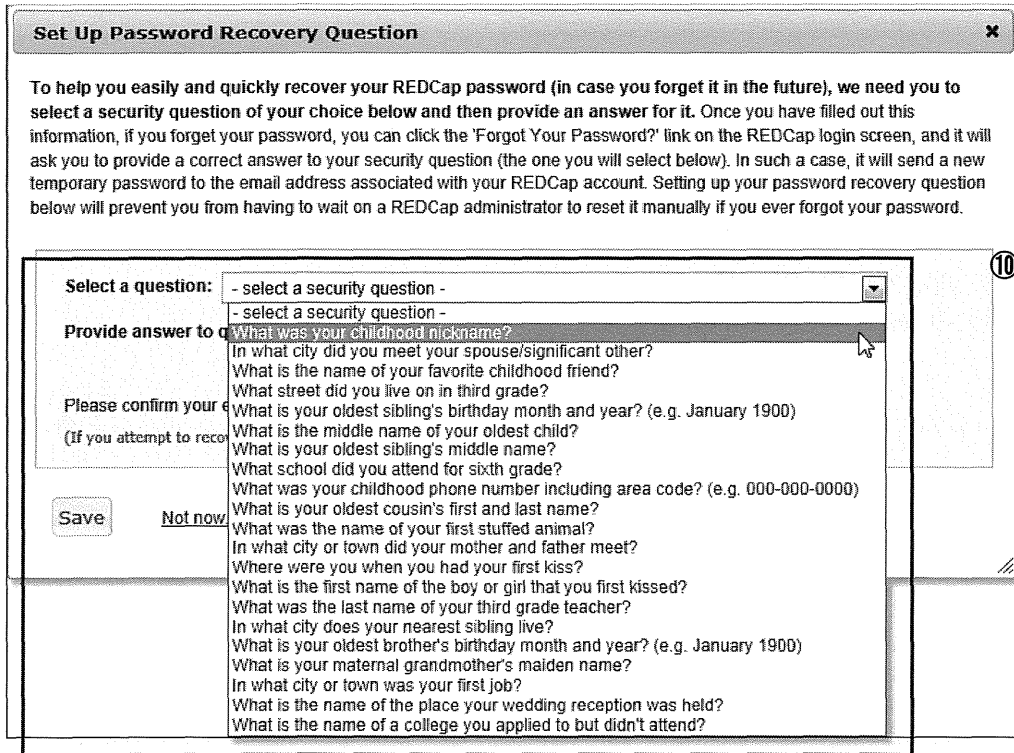 Set Up Password Recovery Question ×
To help you easily and quickly recover your REDCap password (in case you forget it in the future), we need you to
select a security question of your choice below and then provide an answer for it. Once you have filled out this
information, if you forget your password, you can click the 'Forgot Your Password?' link on the REDCap login screen, and it will
ask you to provide a correct answer to your security question (the one you will select below). In such a case, it will send a new
temporary password to the email address associated with your REDCap account. Setting up your password recovery question
below will prevent you from having to wait on a REDCap administrator to reset it manually if you ever forgot your password.
⑩
Select a question: - select a security question -
- select a security question -
Provide answer to q
What was your childhood nickname?
In what city did you meet your spouse/significant other?
What is the name of your favorite childhood friend?
What street did you live on in third grade?
Please confirm your e
What is your oldest sibling's birthday month and year? (e.g. January 1900)
What is the middle name of your oldest child?
(If you attempt to reco
What is your oldest sibling's middle name?
What school did you attend for sixth grade?
What was your childhood phone number including area code? (e.g. 000-000-0000)
What is your oldest cousin's first and last name?
Save Not now
What was the name of your first stuffed animal?
In what city or town did your mother and father meet?
Where were you when you had your first kiss?
What is the first name of the boy or girl that you first kissed?
What was the last name of your third grade teacher?
In what city does your nearest sibling live?
What is your oldest brother's birthday month and year? (e.g. January 1900)
What is your maternal grandmother's maiden name?
In what city or town was your first job?
What is the name of the place your wedding reception was held?
What is the name of a college you applied to but didn't attend?